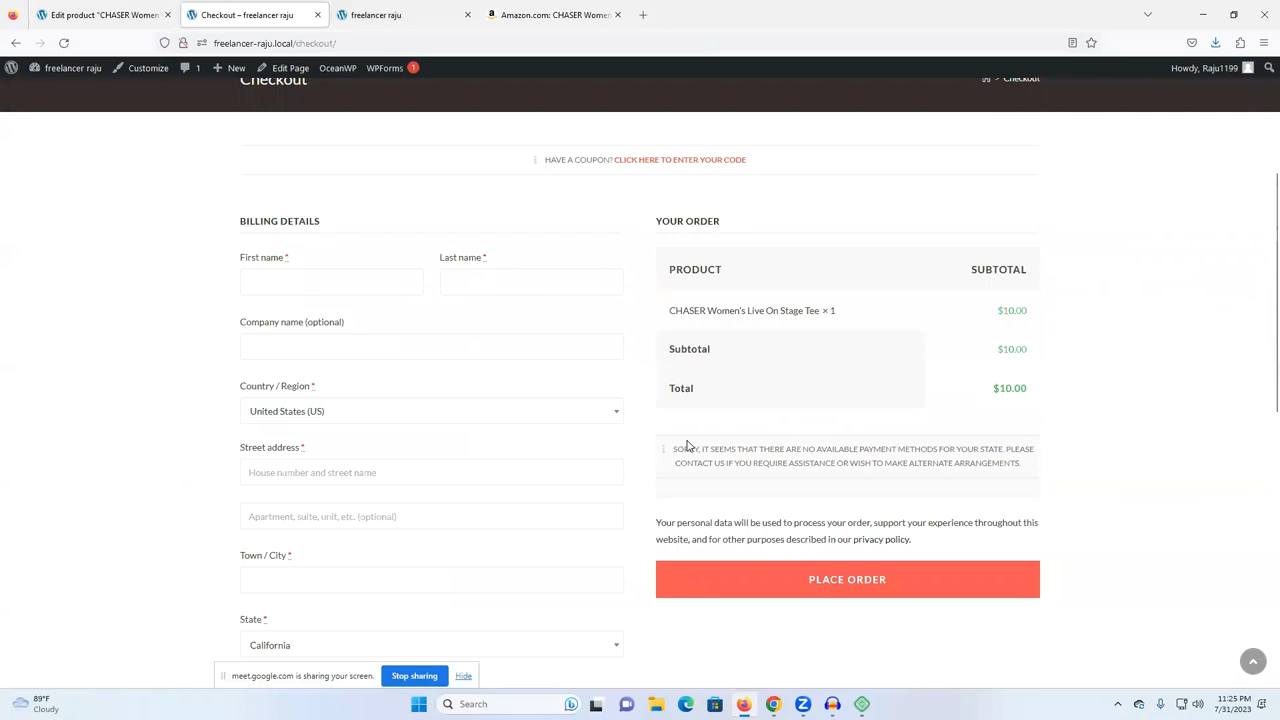 Edit product "CHASER Women
Checkout – freelancer raju
freelancer raju
Amazon.com: CHASER Women
freelancer-raju.local/checkout/
freelancer raju
Customize
1
New
Edit Page
OceanWP
WPForms 1
Howdy, Raju1199
Checkout
> Checkout
HAVE A COUPON? CLICK HERE TO ENTER YOUR CODE
BILLING DETAILS
First name *
Last name *
Company name (optional)
Country / Region *
United States (US)
Street address *
House number and street name
Apartment, suite, unit, etc. (optional)
Town / City *
State *
California
YOUR ORDER
PRODUCT SUBTOTAL
CHASER Women's Live On Stage Tee × 1 $10.00
Subtotal $10.00
Total $10.00
SORRY, IT SEEMS THAT THERE ARE NO AVAILABLE PAYMENT METHODS FOR YOUR STATE. PLEASE
CONTACT US IF YOU REQUIRE ASSISTANCE OR WISH TO MAKE ALTERNATE ARRANGEMENTS.
Your personal data will be used to process your order, support your experience throughout this
website, and for other purposes described in our privacy policy.
PLACE ORDER
meet.google.com is sharing your screen.
Stop sharing
Hide
89°F
Cloudy
Search
11:25 PM
7/31/2023